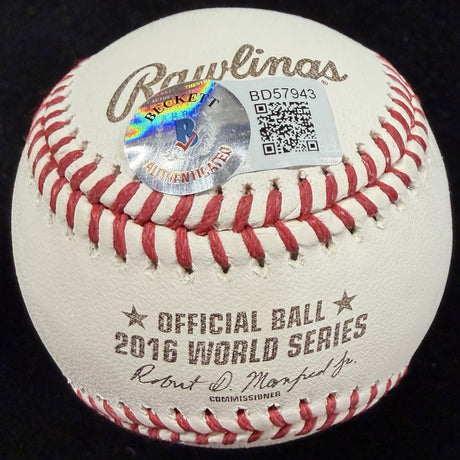 Rawlings
BECKETT
B
AUTHENTICATED
BD57943
★ OFFICIAL BALL ★
2016 WORLD SERIES
Robert D. Manfred Jr.
COMMISSIONER